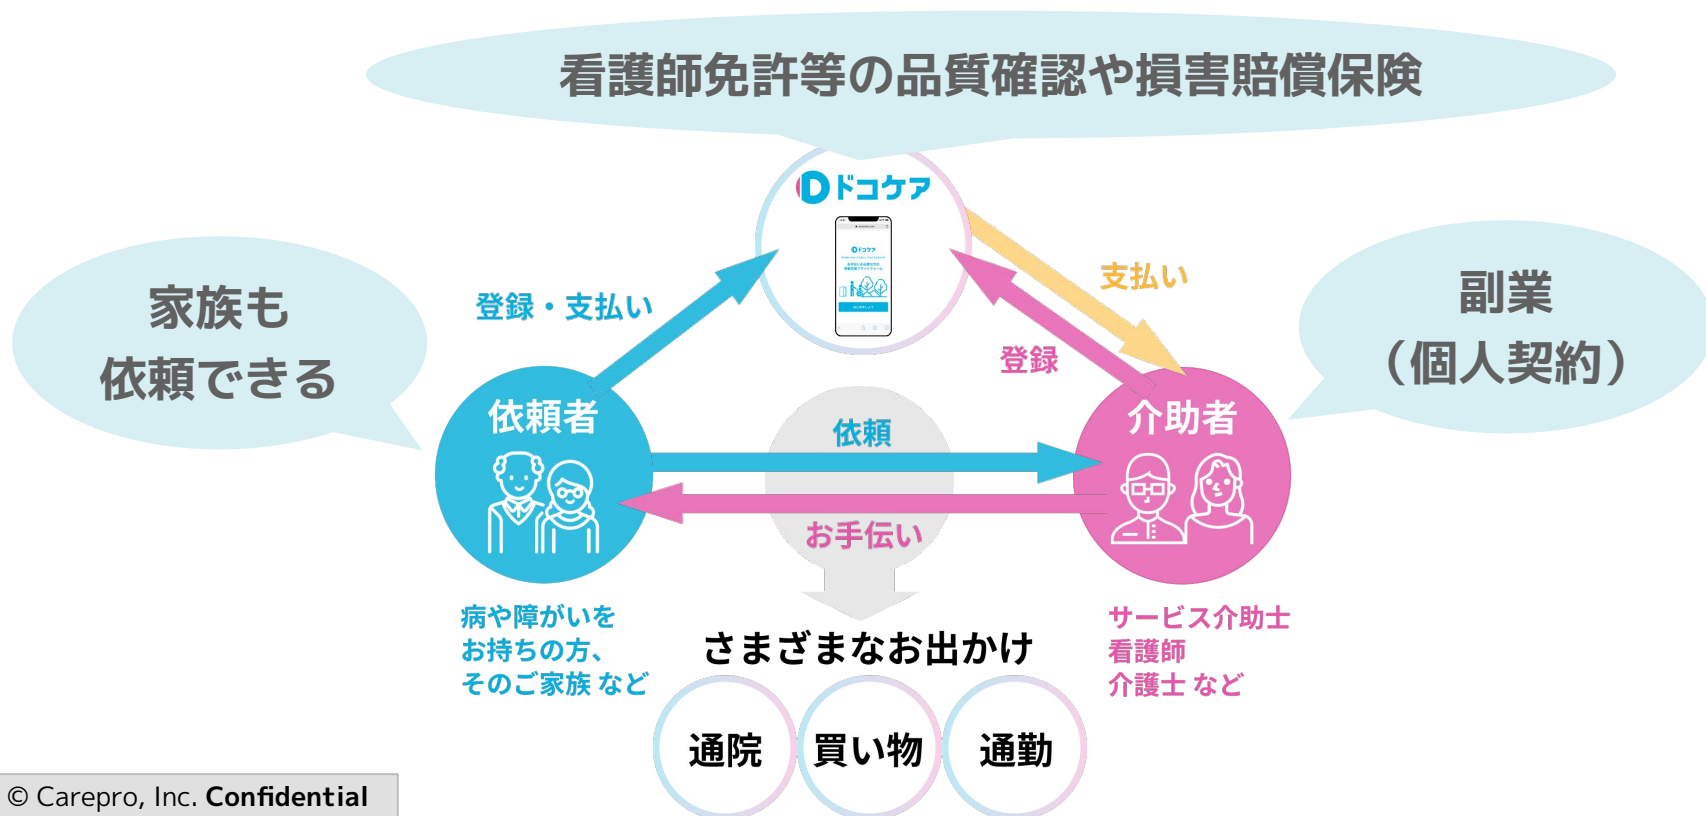 看護師免許等の品質確認や損害賠償保険
ドコケア
ドコケア
家族も
依頼できる
登録・支払い
支払い
登録
副業
（個人契約）
依頼者
依頼
お手伝い
介助者
病や障がいを
お持ちの方、
そのご家族 など
サービス介助士
看護師
介護士 など
さまざまなお出かけ
通院
買い物
通勤
© Carepro, Inc. Confidential